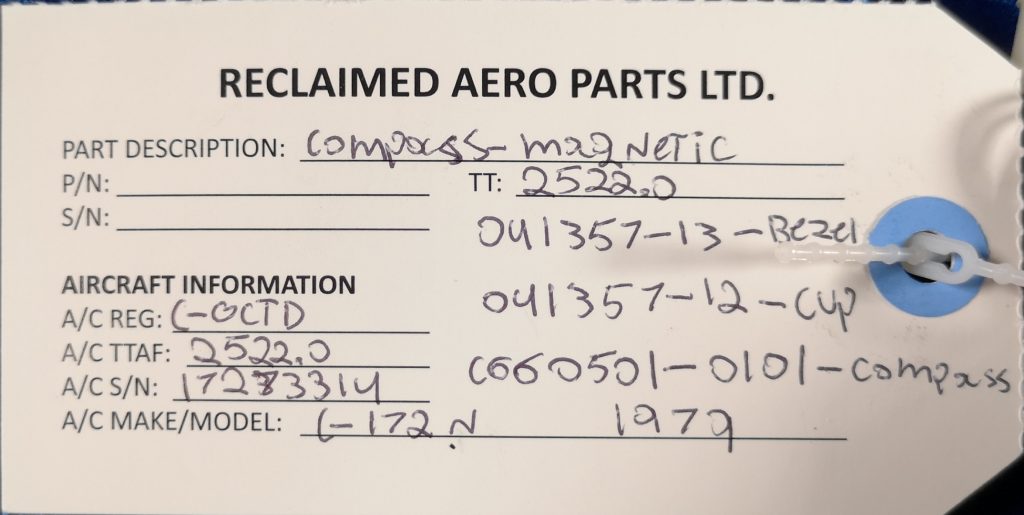 RECLAIMED AERO PARTS LTD.
PART DESCRIPTION: Compass-magnetic
P/N: TT: 2522.0
S/N:
041357-13-Bezel
AIRCRAFT INFORMATION
041357-12-Cup
A/C REG: C-GCTD
A/C TTAF: 2522.0
C660501-0101-compass
A/C S/N: 17273314
A/C MAKE/MODEL: C-172N 1979